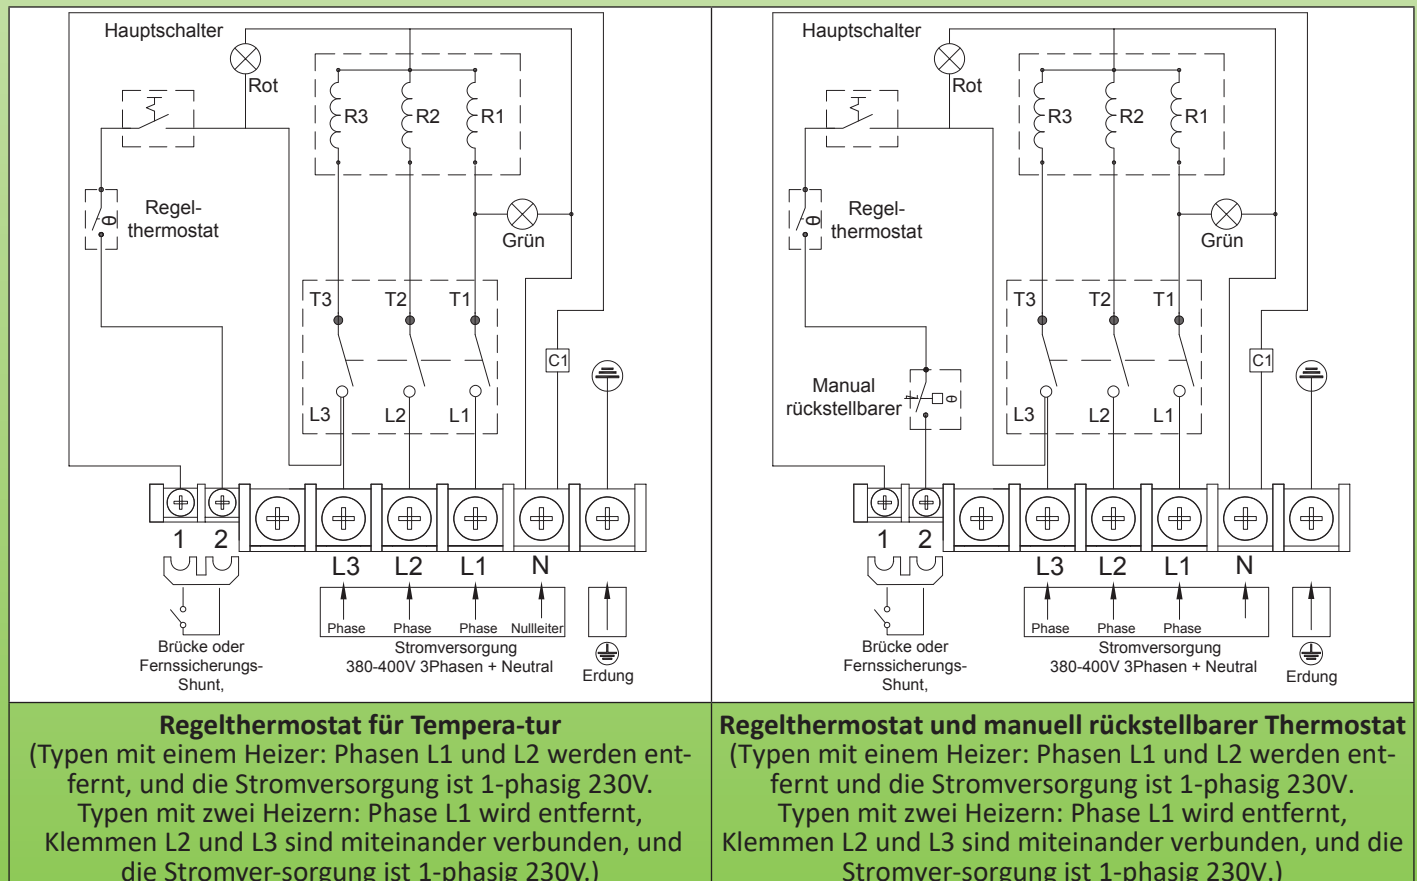 Hauptschalter
Rot
R3
R2
R1
Regel-
thermostat
θ
Grün
T3
T2
T1
C1
L3
L2
L1
1
2
L3
L2
L1
N
Phase
Phase
Phase
Nullleiter
Brücke oder
Fernssicherungs-
Shunt,
Stromversorgung
380-400V 3Phasen + Neutral
Erdung
Regelthermostat für Tempera-tur
(Typen mit einem Heizer: Phasen L1 und L2 werden ent-
fernt, und die Stromversorgung ist 1-phasig 230V.
Typen mit zwei Heizern: Phase L1 wird entfernt,
Klemmen L2 und L3 sind miteinander verbunden, und
die Stromver-sorgung ist 1-phasig 230V.)
Hauptschalter
Rot
R3
R2
R1
Regel-
thermostat
θ
Grün
T3
T2
T1
C1
Manual
rückstellbarer
θ
L3
L2
L1
1
2
L3
L2
L1
N
Phase
Phase
Phase
Brücke oder
Fernssicherungs-
Shunt,
Stromversorgung
380-400V 3Phasen + Neutral
Erdung
Regelthermostat und manuell rückstellbarer Thermostat
(Typen mit einem Heizer: Phasen L1 und L2 werden ent-
fernt und die Stromversorgung ist 1-phasig 230V.
Typen mit zwei Heizern: Phase L1 wird entfernt,
Klemmen L2 und L3 sind miteinander verbunden, und die
Stromver-sorgung ist 1-phasig 230V.)